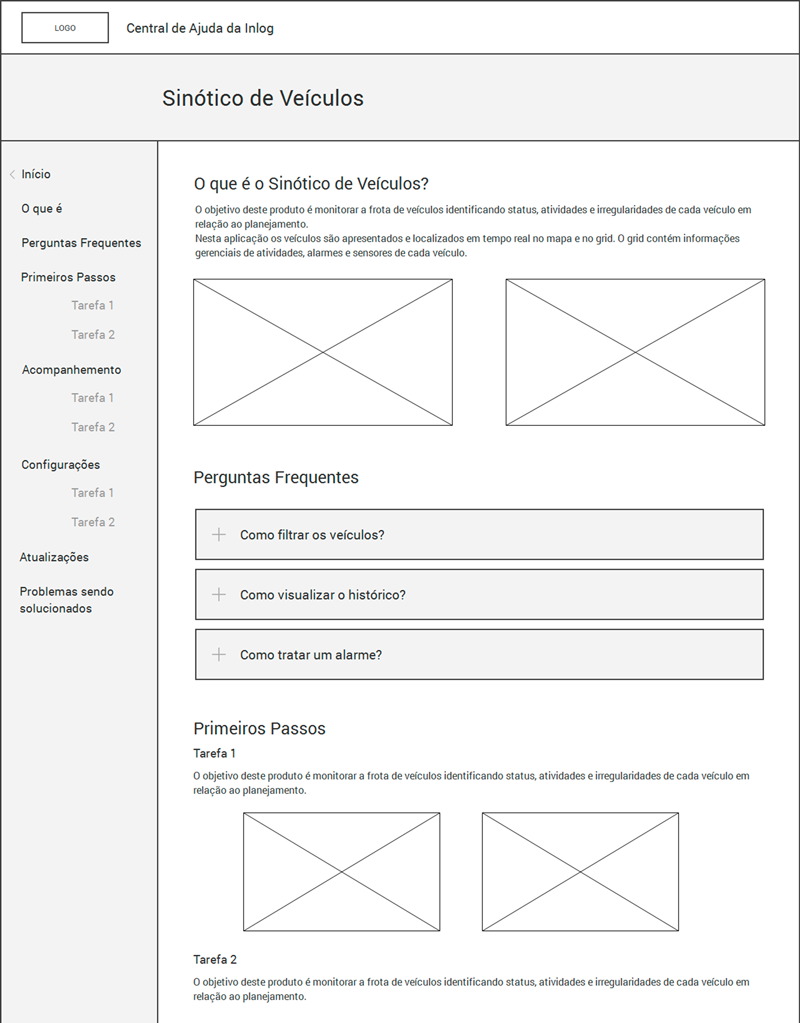 LOGO
Central de Ajuda da Inlog
Sinótico de Veículos
Início
O que é
Perguntas Frequentes
Primeiros Passos
Tarefa 1
Tarefa 2
Acompanhemento
Tarefa 1
Tarefa 2
Configurações
Tarefa 1
Tarefa 2
Atualizações
Problemas sendo
solucionados
O que é o Sinótico de Veículos?
O objetivo deste produto é monitorar a frota de veículos identificando status, atividades e irregularidades de cada veículo em
relação ao planejamento.
Nesta aplicação os veículos são apresentados e localizados em tempo real no mapa e no grid. O grid contém informações
gerenciais de atividades, alarmes e sensores de cada veículo.
Perguntas Frequentes
Como filtrar os veículos?
Como visualizar o histórico?
Como tratar um alarme?
Primeiros Passos
Tarefa 1
O objetivo deste produto é monitorar a frota de veículos identificando status, atividades e irregularidades de cada veículo em
relação ao planejamento.
Tarefa 2
O objetivo deste produto é monitorar a frota de veículos identificando status, atividades e irregularidades de cada veículo em
relação ao planejamento.